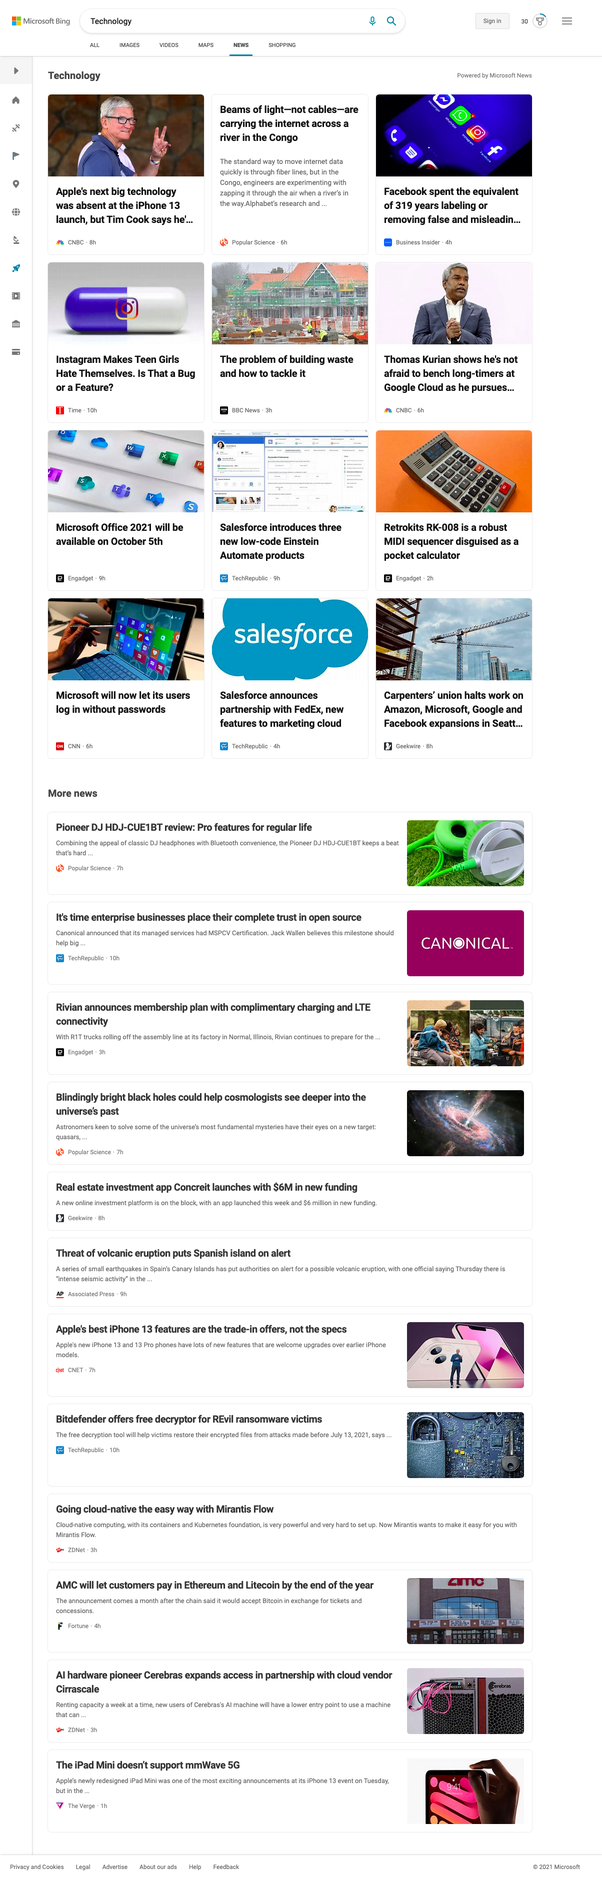 Microsoft Bing
Technology
Sign in
30
ALL
IMAGES
VIDEOS
MAPS
NEWS
SHOPPING
Technology
Powered by Microsoft News
Apple's next big technology
was absent at the iPhone 13
launch, but Tim Cook says he'...
CNBC · 8h
Beams of light—not cables—are
carrying the internet across a
river in the Congo
The standard way to move internet data
quickly is through fiber lines, but in the
Congo, engineers are experimenting with
zapping it through the air when a river's in
the way.Alphabet's research and ...
Popular Science · 6h
Facebook spent the equivalent
of 319 years labeling or
removing false and misleadin...
Business Insider · 4h
Instagram Makes Teen Girls
Hate Themselves. Is That a Bug
or a Feature?
Time · 10h
The problem of building waste
and how to tackle it
BBC News · 3h
Thomas Kurian shows he's not
afraid to bench long-timers at
Google Cloud as he pursues...
CNBC · 6h
Microsoft Office 2021 will be
available on October 5th
Engadget · 9h
Salesforce introduces three
new low-code Einstein
Automate products
TechRepublic · 9h
Retrokits RK-008 is a robust
MIDI sequencer disguised as a
pocket calculator
Engadget · 2h
Microsoft will now let its users
log in without passwords
CNN · 6h
salesforce
Salesforce announces
partnership with FedEx, new
features to marketing cloud
TechRepublic · 4h
Carpenters' union halts work on
Amazon, Microsoft, Google and
Facebook expansions in Seatt...
Geekwire · 8h
More news
Pioneer DJ HDJ-CUE1BT review: Pro features for regular life
Combining the appeal of classic DJ headphones with Bluetooth convenience, the Pioneer DJ HDJ-CUE1BT keeps a beat
that's hard ...
Popular Science · 7h
It's time enterprise businesses place their complete trust in open source
Canonical announced that its managed services had MSPCV Certification. Jack Wallen believes this milestone should
help big ...
TechRepublic · 10h
CANONICAL
Rivian announces membership plan with complimentary charging and LTE
connectivity
With R1T trucks rolling off the assembly line at its factory in Normal, Illinois, Rivian continues to prepare for the ...
Engadget · 3h
Blindingly bright black holes could help cosmologists see deeper into the
universe's past
Astronomers keen to solve some of the universe's most fundamental mysteries have their eyes on a new target:
quasars, ...
Popular Science · 7h
Real estate investment app Concreit launches with $6M in new funding
A new online investment platform is on the block, with an app launched this week and $6 million in new funding.
Geekwire · 8h
Threat of volcanic eruption puts Spanish island on alert
A series of small earthquakes in Spain's Canary Islands has put authorities on alert for a possible volcanic eruption, with one official saying Thursday there is
"intense seismic activity" in the ...
AP Associated Press · 9h
Apple's best iPhone 13 features are the trade-in offers, not the specs
Apple's new iPhone 13 and 13 Pro phones have lots of new features that are welcome upgrades over earlier iPhone
models.
CNET · 7h
Bitdefender offers free decryptor for REvil ransomware victims
The free decryption tool will help victims restore their encrypted files from attacks made before July 13, 2021, says ...
TechRepublic · 10h
Going cloud-native the easy way with Mirantis Flow
Cloud-native computing, with its containers and Kubernetes foundation, is very powerful and very hard to set up. Now Mirantis wants to make it easy for you with
Mirantis Flow.
ZDNet · 3h
AMC will let customers pay in Ethereum and Litecoin by the end of the year
The announcement comes a month after the chain said it would accept Bitcoin in exchange for tickets and
concessions.
Fortune · 4h
amc
AI hardware pioneer Cerebras expands access in partnership with cloud vendor
Cirrascale
Renting capacity a week at a time, new users of Cerebras's AI machine will have a lower entry point to use a machine
that can ...
ZDNet · 3h
Cerebras
The iPad Mini doesn't support mmWave 5G
Apple's newly redesigned iPad Mini was one of the most exciting announcements at its iPhone 13 event on Tuesday,
but in the ...
The Verge · 1h
9:41
Privacy and Cookies
Legal
Advertise
About our ads
Help
Feedback
© 2021 Microsoft